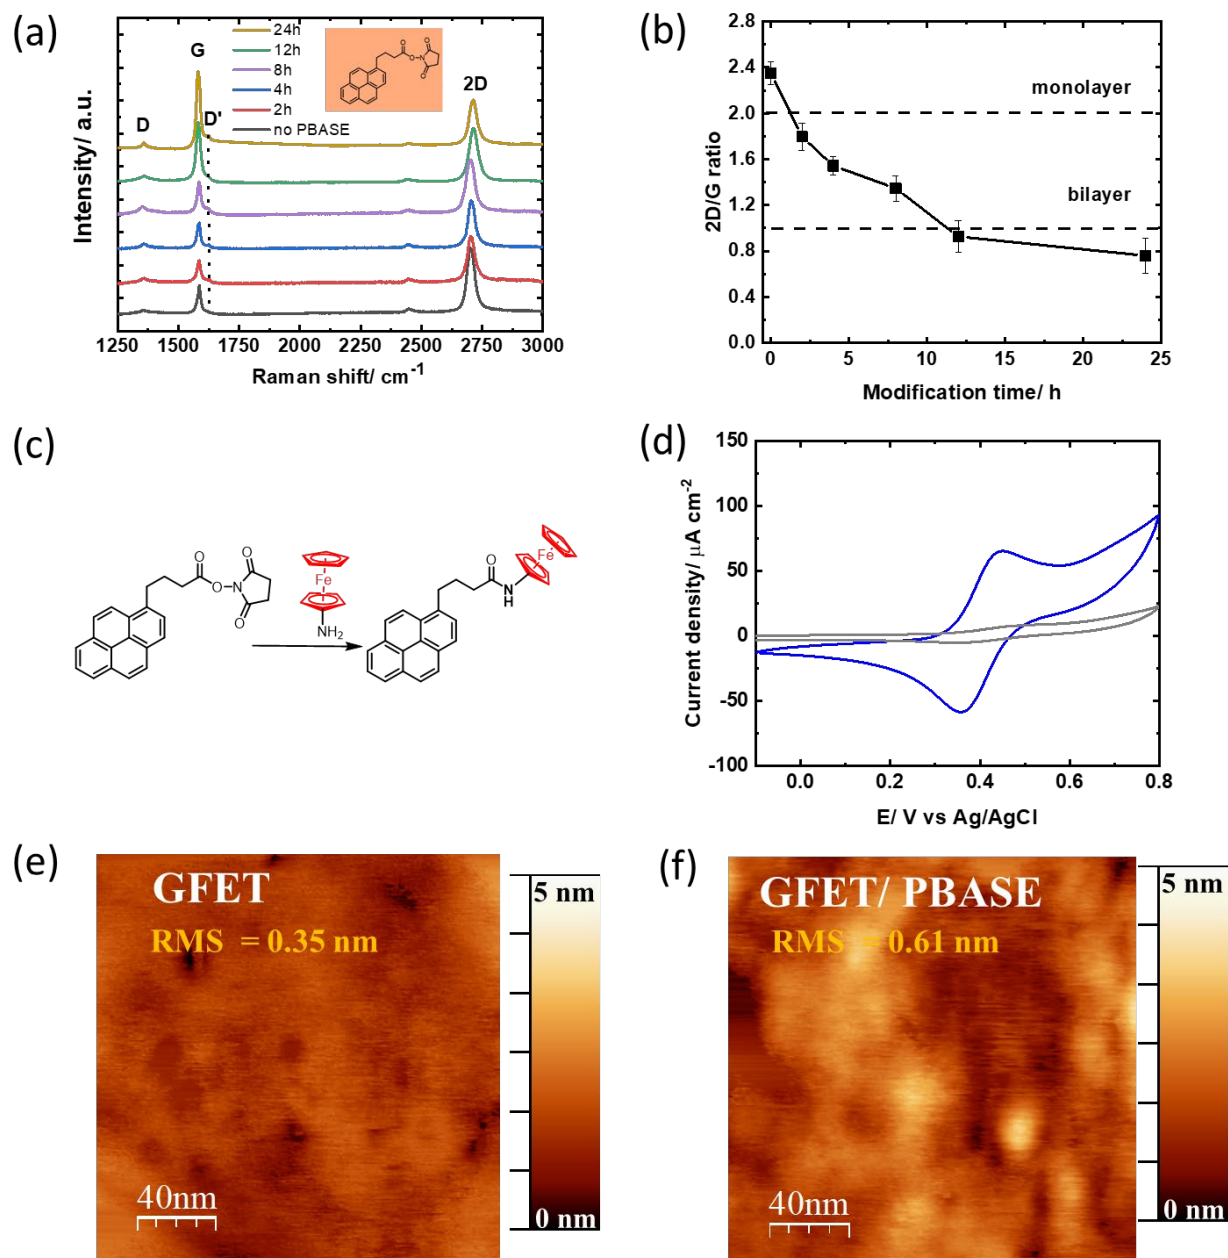 (a)
Intensity/ a.u.
D
G
D'
2D
24h
12h
8h
4h
2h
no PBASE
O
O
N
O
O
1250 1500 1750 2000 2250 2500 2750 3000
Raman shift/ cm-1
(b)
2D/G ratio
2.8
2.4
2.0
1.6
1.2
0.8
0.4
0.0
monolayer
bilayer
0 5 10 15 20 25
Modification time/ h
(c)
O
O
N
O
O
Fe
NH2
O
N
H
Fe
(d)
Current density/ μA cm-2
150
100
50
0
-50
-100
0.0 0.2 0.4 0.6 0.8
E/ V vs Ag/AgCl
(e)
GFET
RMS = 0.35 nm
40nm
5 nm
0 nm
(f)
GFET/ PBASE
RMS = 0.61 nm
40nm
5 nm
0 nm